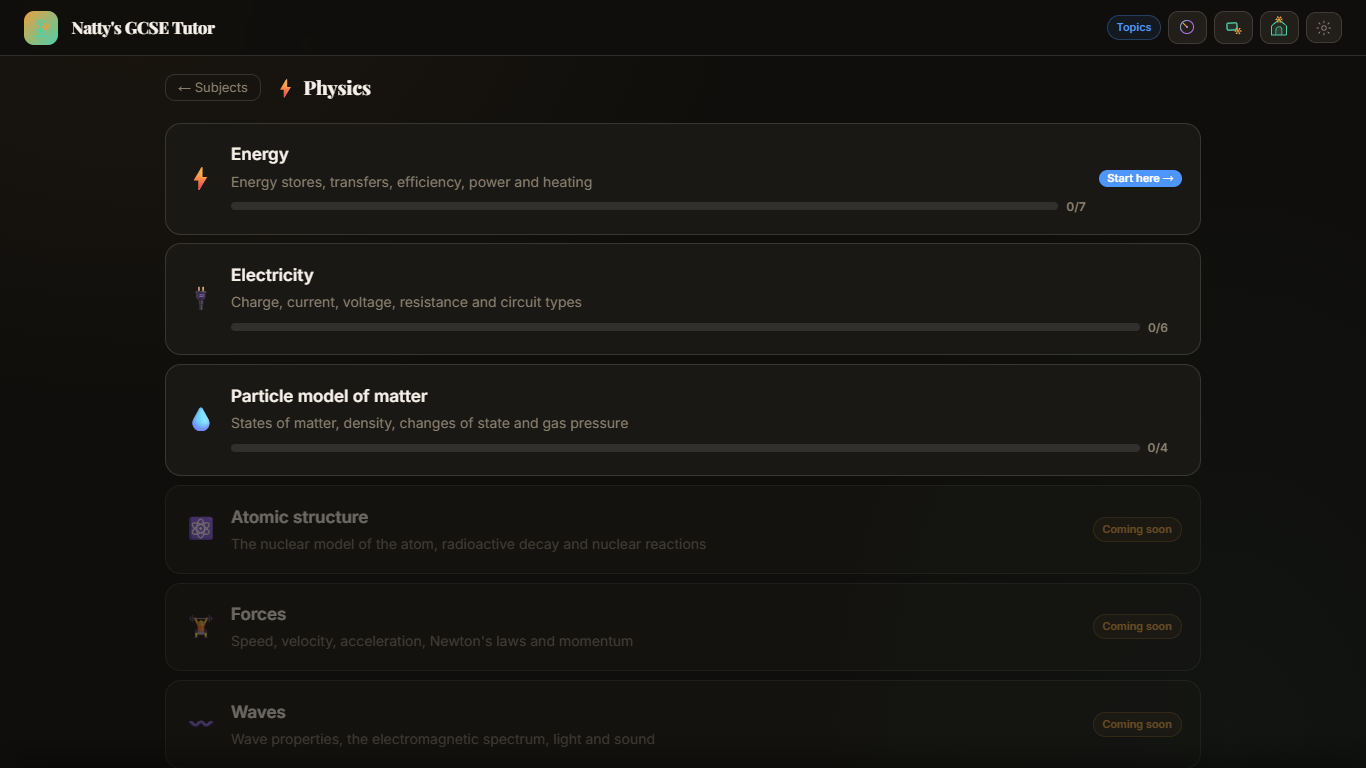 Natty's GCSE Tutor
Topics
← Subjects
Physics
Energy
Energy stores, transfers, efficiency, power and heating
0/7
Start here →
Electricity
Charge, current, voltage, resistance and circuit types
0/6
Particle model of matter
States of matter, density, changes of state and gas pressure
0/4
Atomic structure
The nuclear model of the atom, radioactive decay and nuclear reactions
Coming soon
Forces
Speed, velocity, acceleration, Newton's laws and momentum
Coming soon
Waves
Wave properties, the electromagnetic spectrum, light and sound
Coming soon